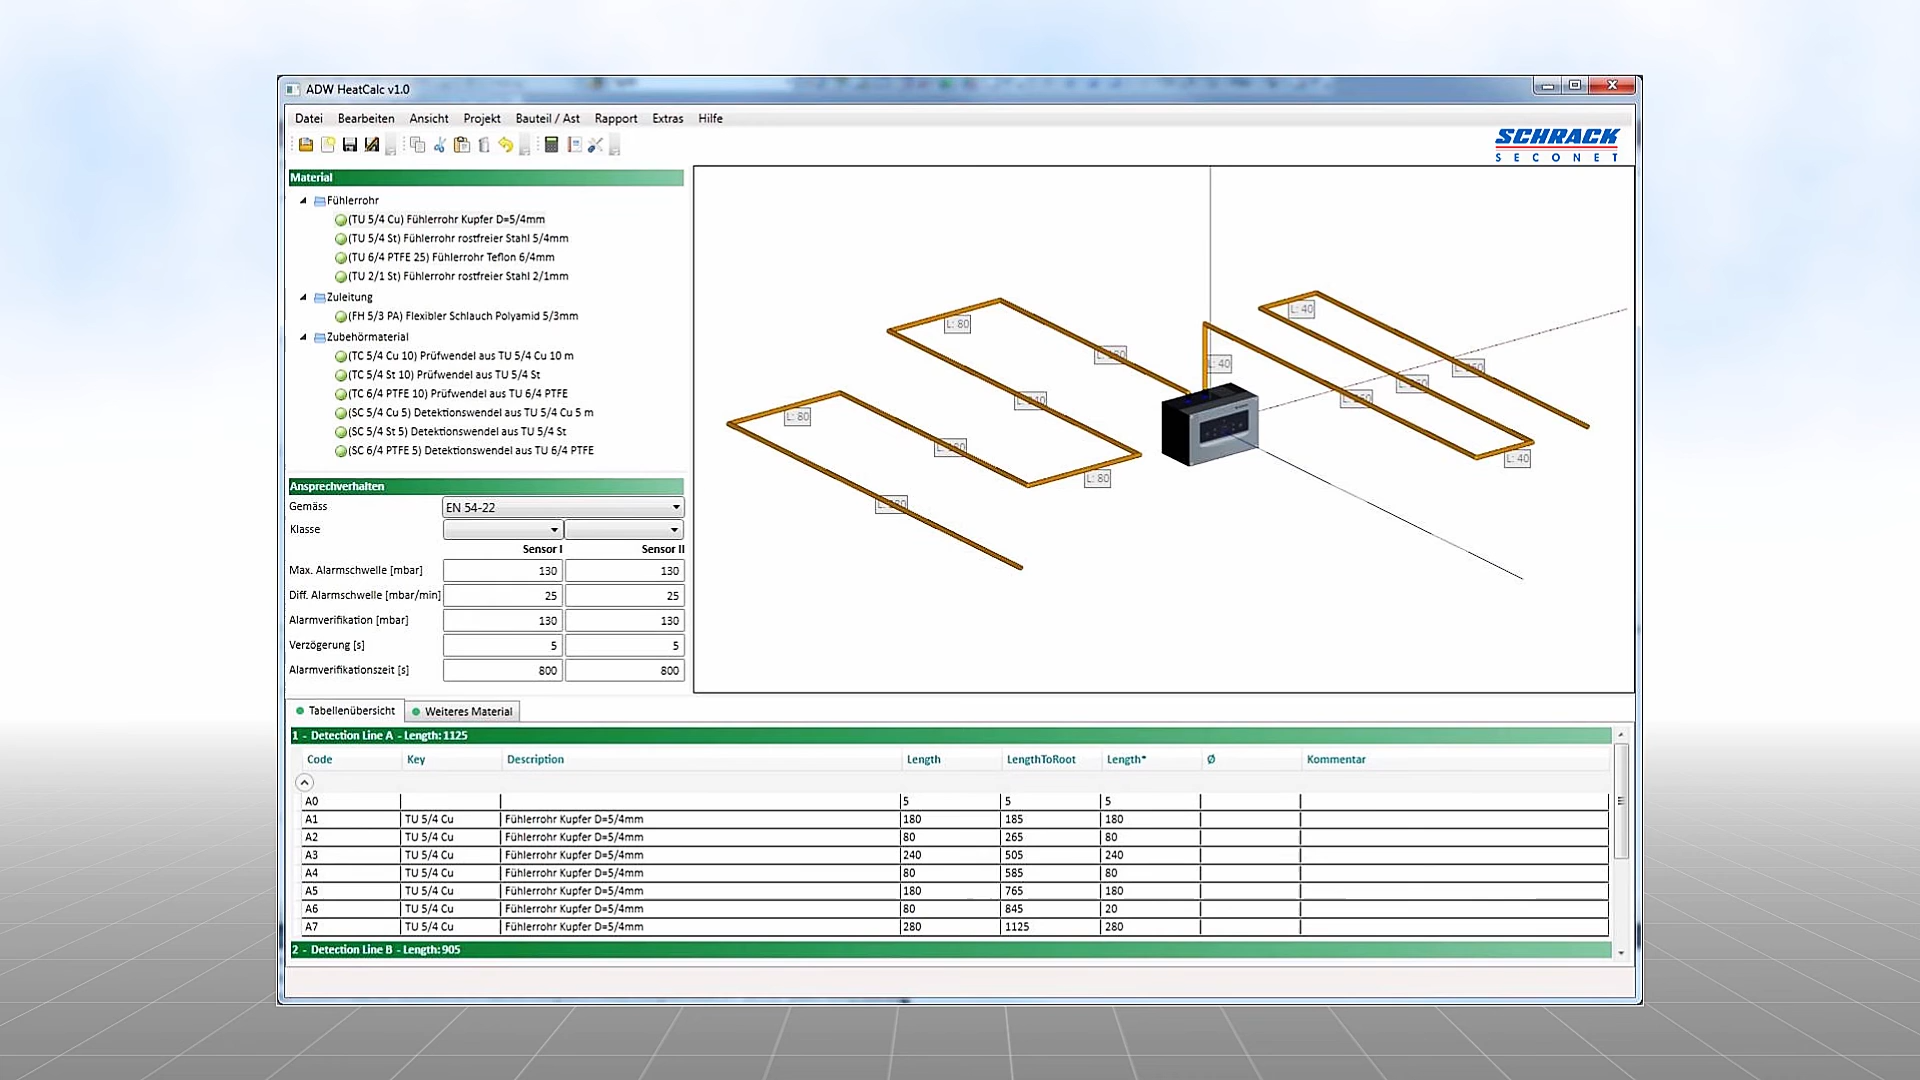 ADW HeatCalc v1.0
Datei Bearbeiten Ansicht Projekt Bauteil / Ast Rapport Extras Hilfe
SCHRACK
SECONET
Material
Fühlerrohr
(TU 5/4 Cu) Fühlerrohr Kupfer D=5/4mm
(TU 5/4 St) Fühlerrohr rostfreier Stahl 5/4mm
(TU 6/4 PTFE 25) Fühlerrohr Teflon 6/4mm
(TU 2/1 St) Fühlerrohr rostfreier Stahl 2/1mm
Zuleitung
(FH 5/3 PA) Flexibler Schlauch Polyamid 5/3mm
Zubehörmaterial
(TC 5/4 Cu 10) Prüfwendel aus TU 5/4 Cu 10 m
(TC 5/4 St 10) Prüfwendel aus TU 5/4 St
(TC 6/4 PTFE 10) Prüfwendel aus TU 6/4 PTFE
(SC 5/4 Cu 5) Detektionswendel aus TU 5/4 Cu 5 m
(SC 5/4 St 5) Detektionswendel aus TU 5/4 St
(SC 6/4 PTFE 5) Detektionswendel aus TU 6/4 PTFE
L: 80
L: 40
L: 40
L: 80
L: 80
L: 40
Ansprechverhalten
Gemäss EN 54-22
Klasse
Sensor I Sensor II
Max. Alarmschwelle [mbar] 130 130
Diff. Alarmschwelle [mbar/min] 25 25
Alarmverifikation [mbar] 130 130
Verzögerung [s] 5 5
Alarmverifikationszeit [s] 800 800
Tabellenübersicht Weiteres Material
1 - Detection Line A - Length: 1125
Code Key Description Length LengthToRoot Length* Ø Kommentar
A0 5 5 5
A1 TU 5/4 Cu Fühlerrohr Kupfer D=5/4mm 180 185 180
A2 TU 5/4 Cu Fühlerrohr Kupfer D=5/4mm 80 265 80
A3 TU 5/4 Cu Fühlerrohr Kupfer D=5/4mm 240 505 240
A4 TU 5/4 Cu Fühlerrohr Kupfer D=5/4mm 80 585 80
A5 TU 5/4 Cu Fühlerrohr Kupfer D=5/4mm 180 765 180
A6 TU 5/4 Cu Fühlerrohr Kupfer D=5/4mm 80 845 20
A7 TU 5/4 Cu Fühlerrohr Kupfer D=5/4mm 280 1125 280
2 - Detection Line B - Length: 905